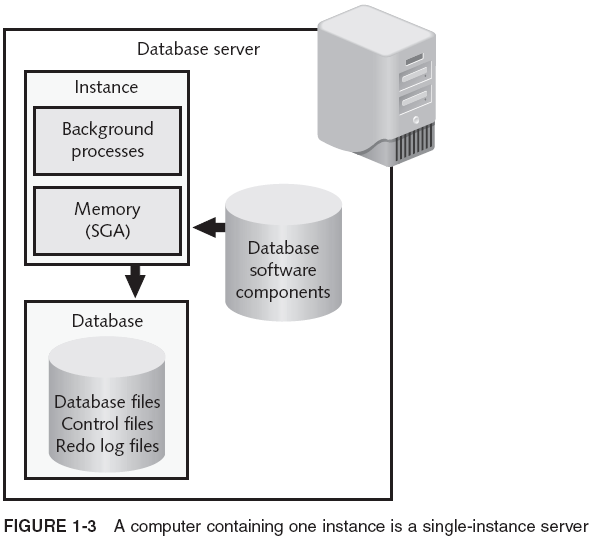 Database server
Instance
Background
processes
Memory
(SGA)
Database
software
components
Database
Database files
Control files
Redo log files
FIGURE 1-3 A computer containing one instance is a single-instance server